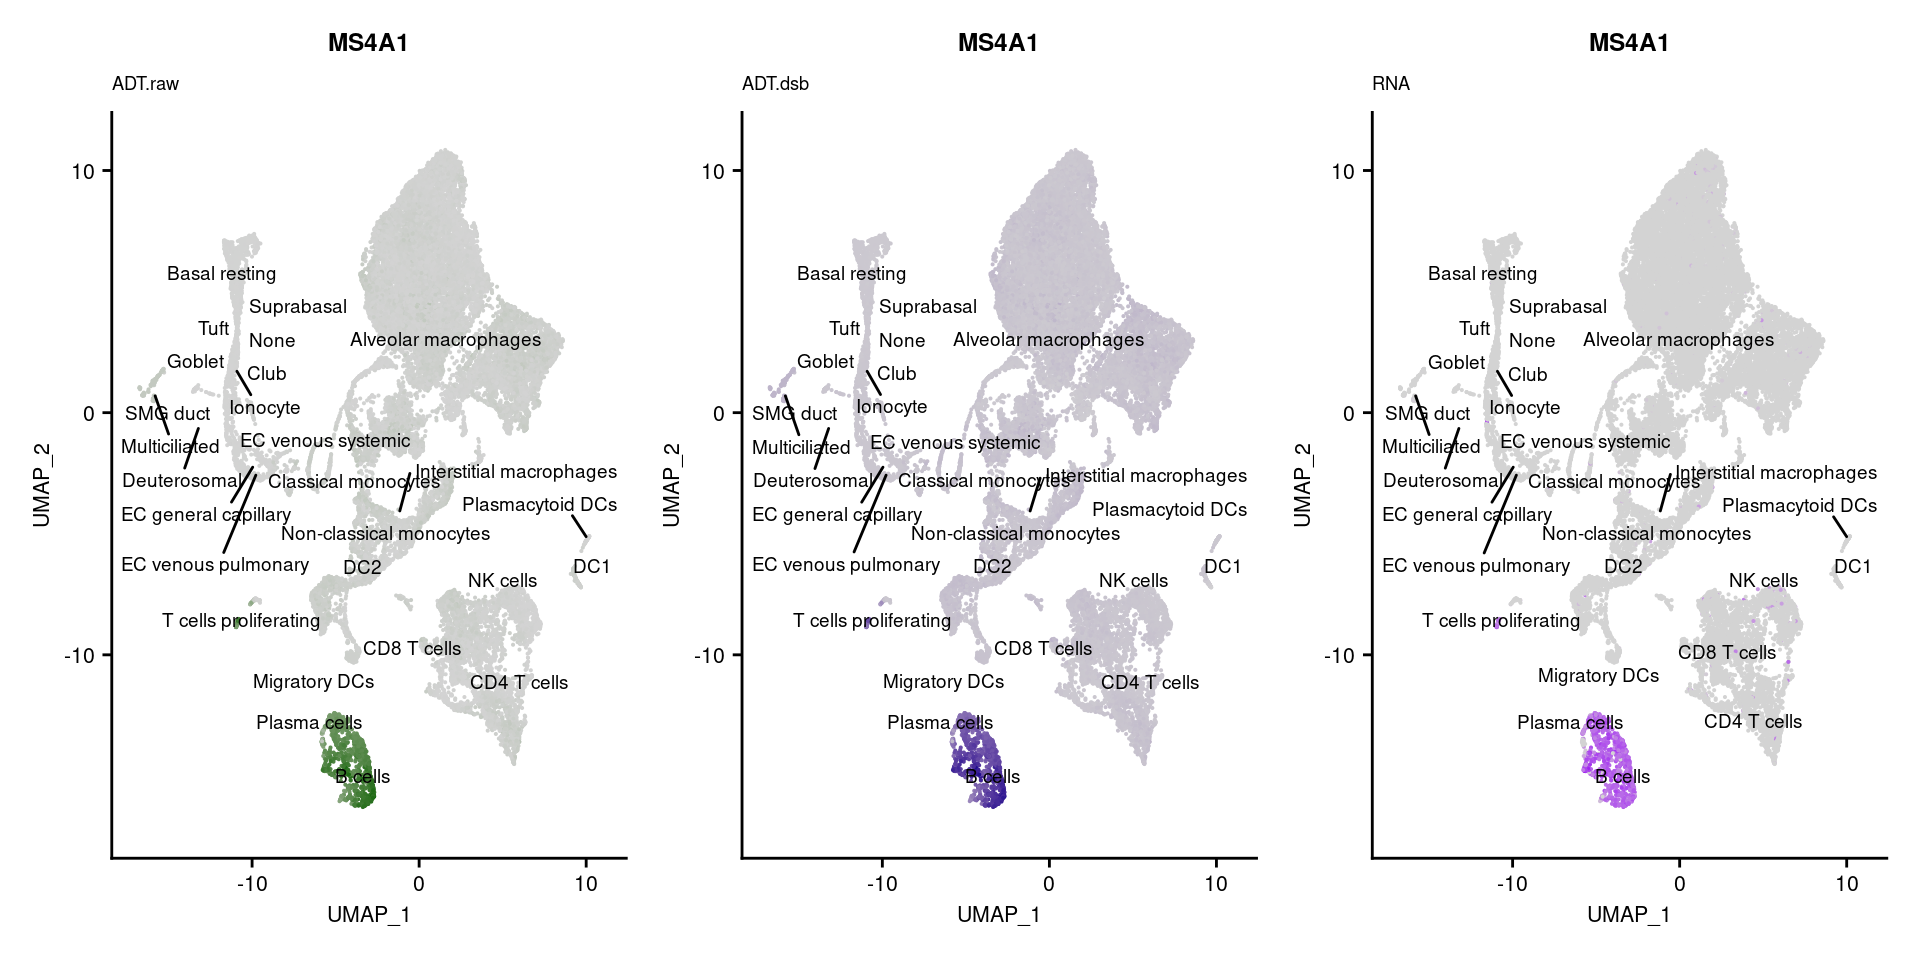 MS4A1
ADT.raw
10
0
-10
UMAP_2
Basal resting
Suprabasal
Tuft
None
Alveolar macrophages
Goblet
Club
SMG duct
Ionocyte
Multiciliated
EC venous systemic
Deuterosomal
Classical monocytes
Interstitial macrophages
EC general capillary
Plasmacytoid DCs
Non-classical monocytes
EC venous pulmonary
DC2
DC1
NK cells
T cells proliferating
CD8 T cells
Migratory DCs
CD4 T cells
Plasma cells
B cells
-10
0
10
UMAP_1
MS4A1
ADT.dsb
10
0
-10
UMAP_2
Basal resting
Suprabasal
Tuft
None
Alveolar macrophages
Goblet
Club
SMG duct
Ionocyte
Multiciliated
EC venous systemic
Deuterosomal
Classical monocytes
Interstitial macrophages
EC general capillary
Plasmacytoid DCs
Non-classical monocytes
EC venous pulmonary
DC2
DC1
NK cells
T cells proliferating
CD8 T cells
Migratory DCs
CD4 T cells
Plasma cells
B cells
-10
0
10
UMAP_1
MS4A1
RNA
10
0
-10
UMAP_2
Basal resting
Suprabasal
Tuft
None
Alveolar macrophages
Goblet
Club
SMG duct
Ionocyte
Multiciliated
EC venous systemic
Deuterosomal
Classical monocytes
Interstitial macrophages
EC general capillary
Plasmacytoid DCs
Non-classical monocytes
EC venous pulmonary
DC2
DC1
NK cells
T cells proliferating
CD8 T cells
Migratory DCs
CD4 T cells
Plasma cells
B cells
-10
0
10
UMAP_1